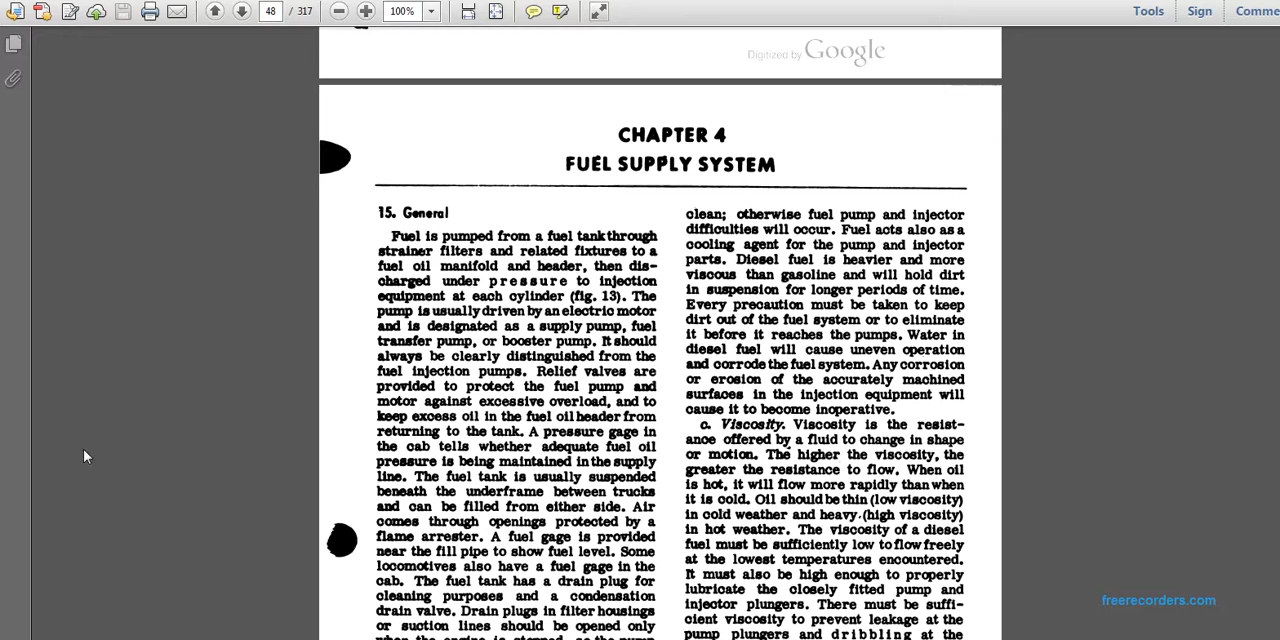 48 / 317
100%
Tools
Sign
Comme
Digitized by Google
CHAPTER 4
FUEL SUPPLY SYSTEM
15. General
Fuel is pumped from a fuel tank through
strainer filters and related fixtures to a
fuel oil manifold and header, then dis-
charged under pressure to injection
equipment at each cylinder (fig. 13). The
pump is usually driven by an electric motor
and is designated as a supply pump, fuel
transfer pump, or booster pump. It should
always be clearly distinguished from the
fuel injection pumps. Relief valves are
provided to protect the fuel pump and
motor against excessive overload, and to
keep excess oil in the fuel oil header from
returning to the tank. A pressure gage in
the cab tells whether adequate fuel oil
pressure is being maintained in the supply
line. The fuel tank is usually suspended
beneath the underframe between trucks
and can be filled from either side. Air
comes through openings protected by a
flame arrester. A fuel gage is provided
near the fill pipe to show fuel level. Some
locomotives also have a fuel gage in the
cab. The fuel tank has a drain plug for
cleaning purposes and a condensation
drain valve. Drain plugs in filter housings
or suction lines should be opened only
when the engine is stopped, so the pump
clean; otherwise fuel pump and injector
difficulties will occur. Fuel acts also as a
cooling agent for the pump and injector
parts. Diesel fuel is heavier and more
viscous than gasoline and will hold dirt
in suspension for longer periods of time.
Every precaution must be taken to keep
dirt out of the fuel system or to eliminate
it before it reaches the pumps. Water in
diesel fuel will cause uneven operation
and corrode the fuel system. Any corrosion
or erosion of the accurately machined
surfaces in the injection equipment will
cause it to become inoperative.
c. Viscosity. Viscosity is the resist-
ance offered by a fluid to change in shape
or motion. The higher the viscosity, the
greater the resistance to flow. When oil
is hot, it will flow more rapidly than when
it is cold. Oil should be thin (low viscosity)
in cold weather and heavy (high viscosity)
in hot weather. The viscosity of a diesel
fuel must be sufficiently low to flow freely
at the lowest temperatures encountered.
It must also be high enough to properly
lubricate the closely fitted pump and
injector plungers. There must be suffi-
cient viscosity to prevent leakage at the
pump plungers and dribbling at the
freerecorders.com